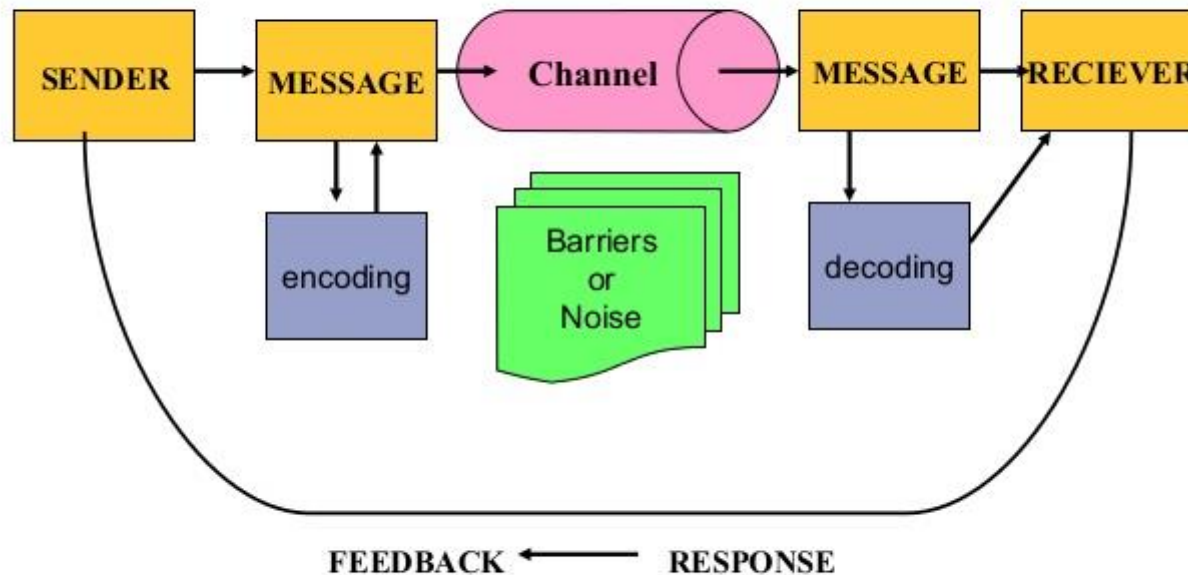 SENDER
MESSAGE
Channel
MESSAGE
RECIEVER
encoding
Barriers
or
Noise
decoding
FEEDBACK
RESPONSE